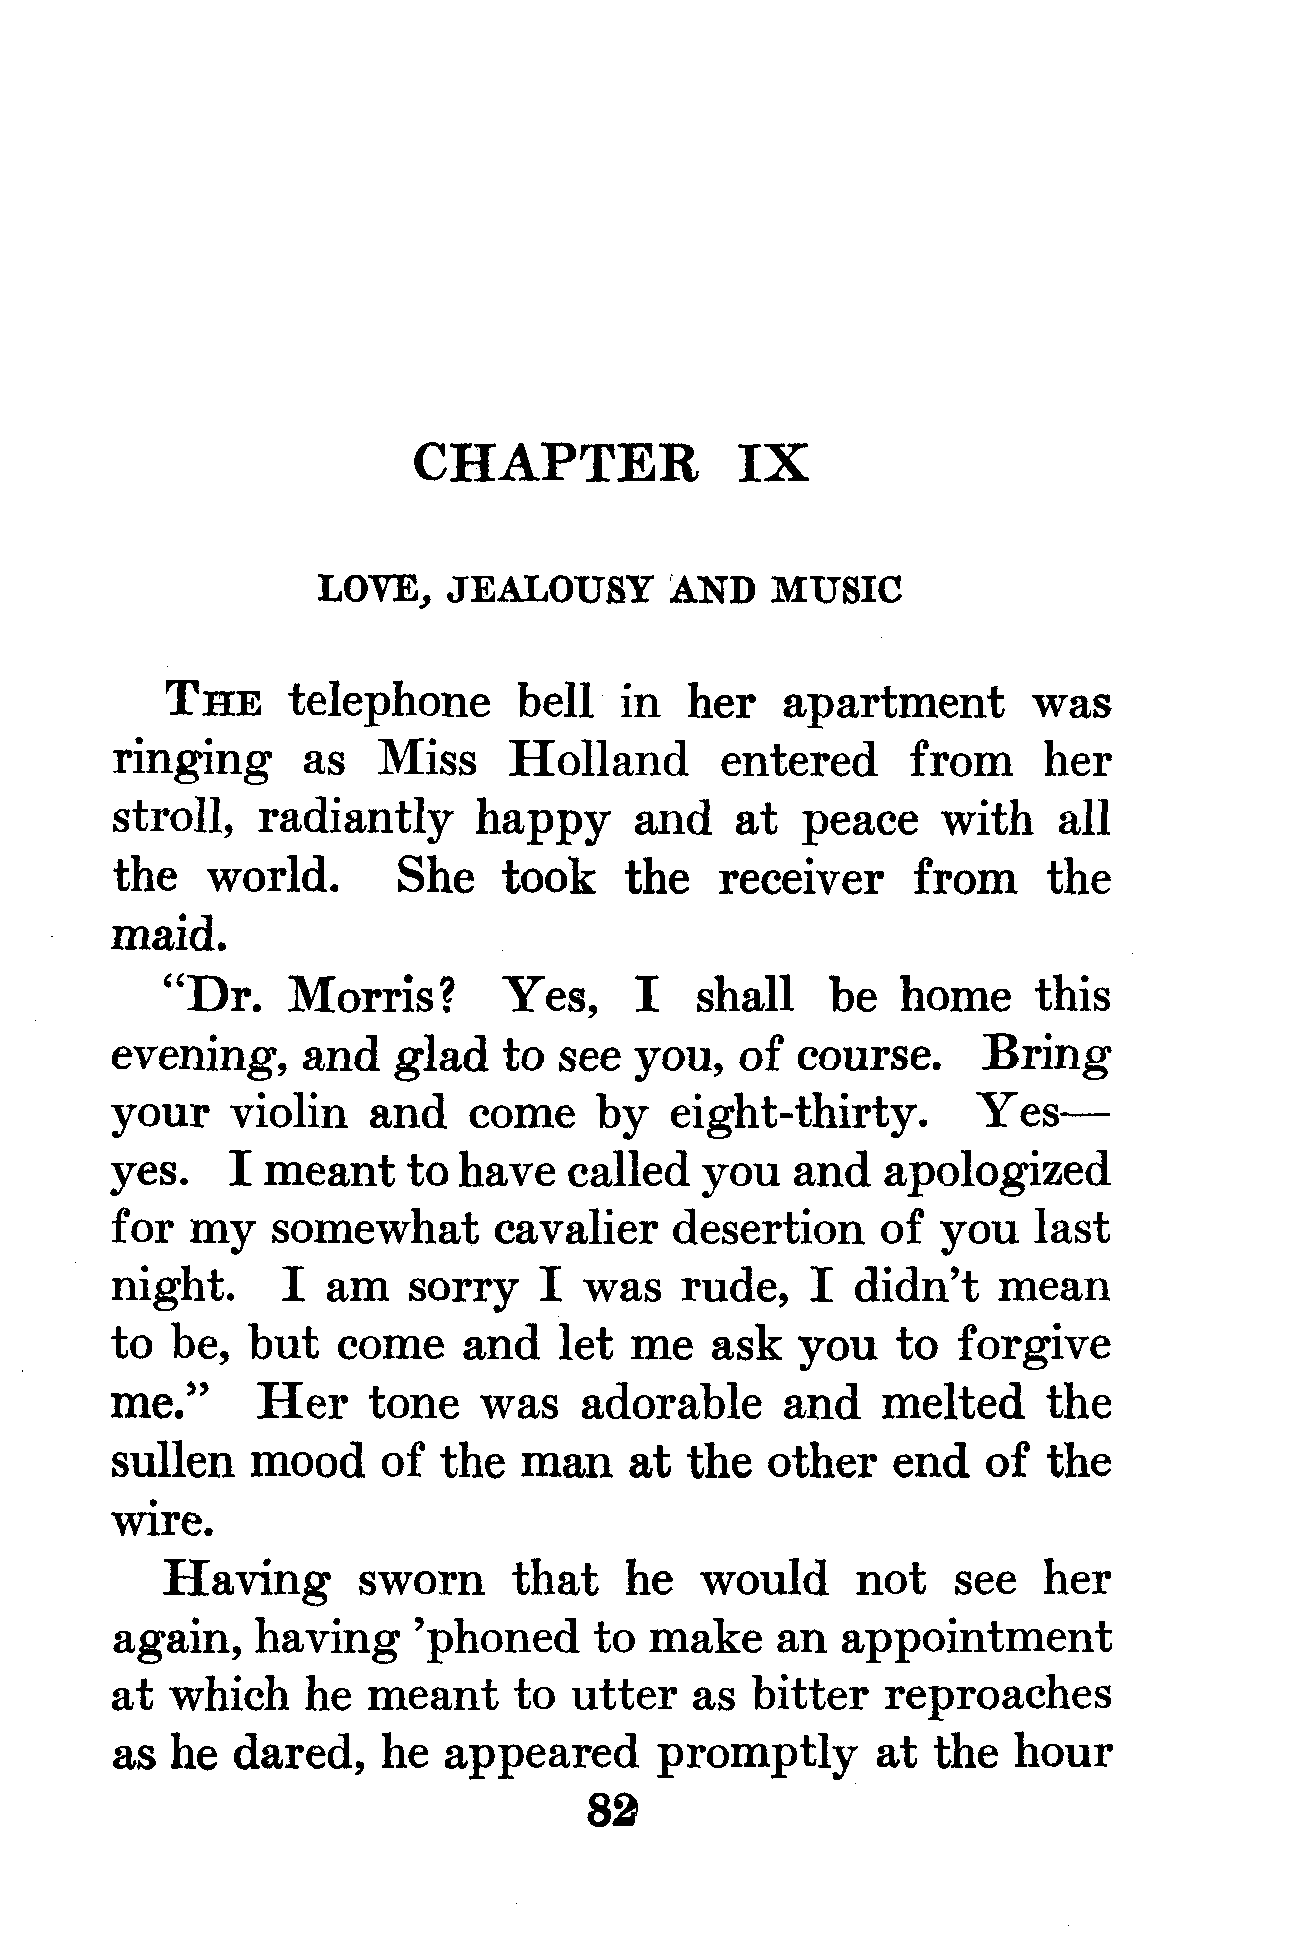 CHAPTER IX
LOVE, JEALOUSY AND MUSIC
THE telephone bell in her apartment was
ringing as Miss Holland entered from her
stroll, radiantly happy and at peace with all
the world. She took the receiver from the
maid.
“Dr. Morris? Yes, I shall be home this
evening, and glad to see you, of course. Bring
your violin and come by eight-thirty. Yes—
yes. I meant to have called you and apologized
for my somewhat cavalier desertion of you last
night. I am sorry I was rude, I didn’t mean
to be, but come and let me ask you to forgive
me.” Her tone was adorable and melted the
sullen mood of the man at the other end of the
wire.
Having sworn that he would not see her
again, having ’phoned to make an appointment
at which he meant to utter as bitter reproaches
as he dared, he appeared promptly at the hour
82